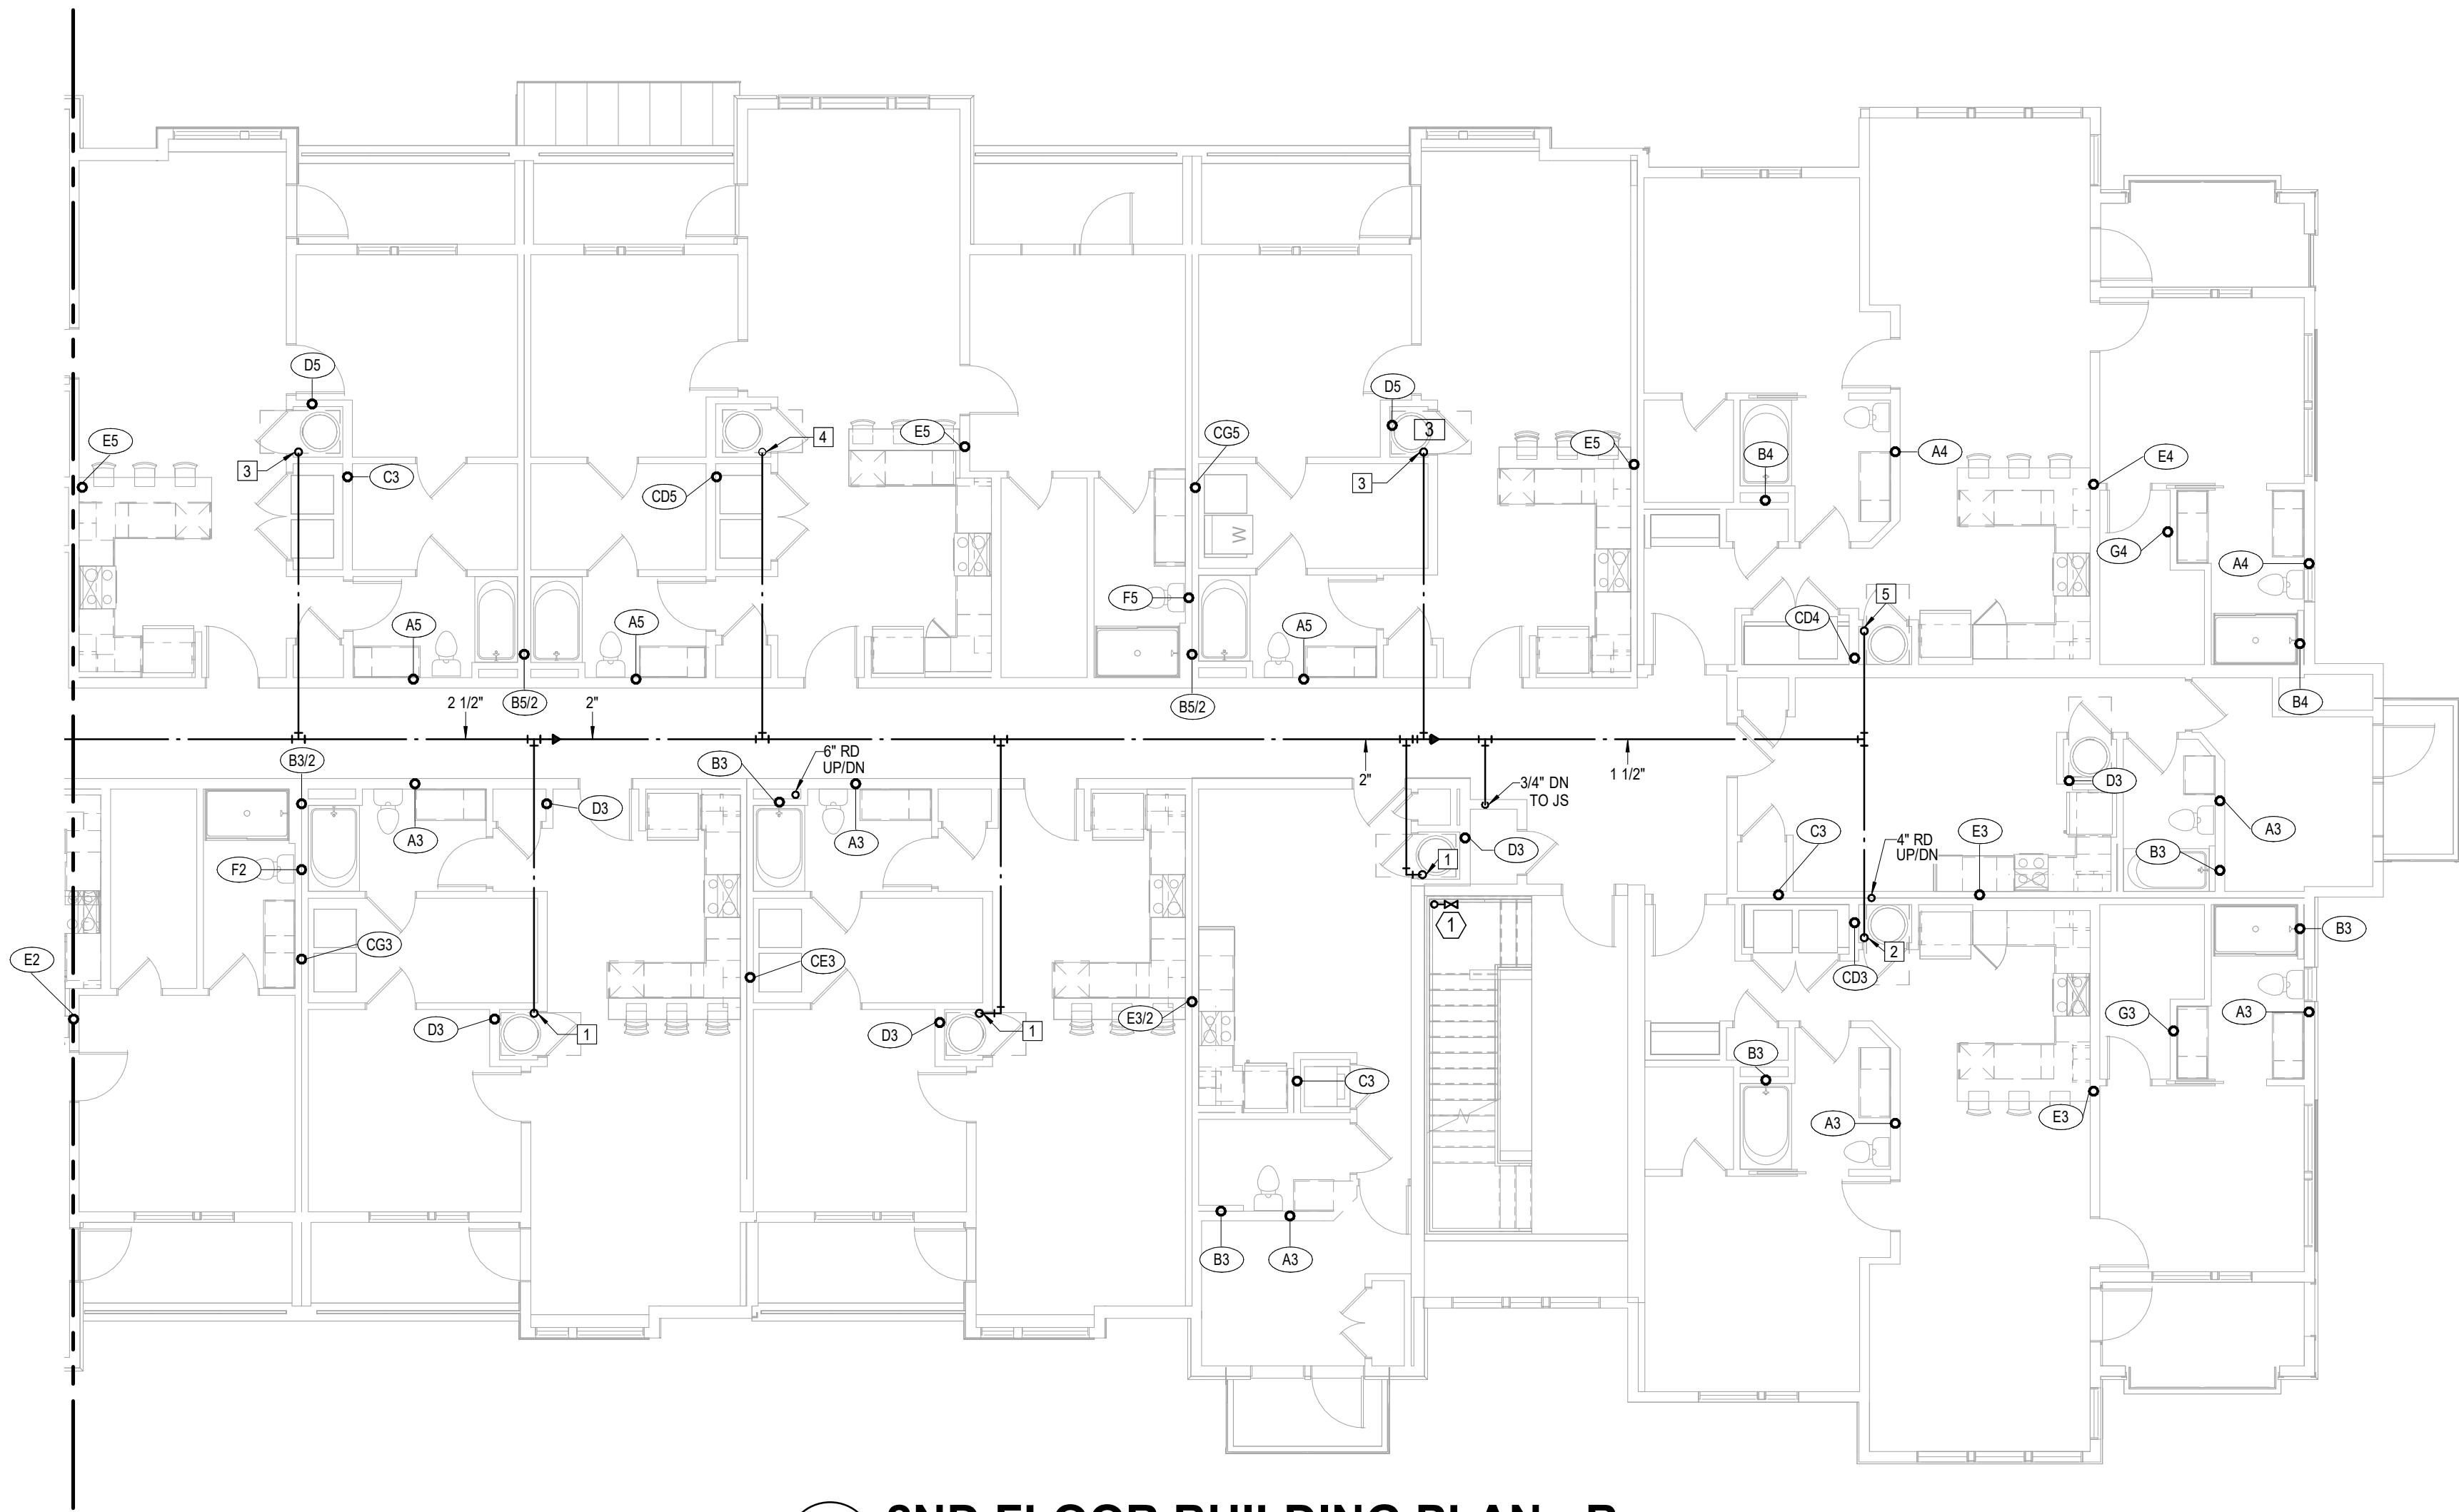 D5
E5
3
C3
4
CD5
E5
CG5
D5
3
3
E5
W
B4
A4
E4
G4
A4
F5
A5
A5
A5
CD4
5
B4
2 1/2"
B5/2
2"
B5/2
B3/2
B3
6" RD
UP/DN
2"
1 1/2"
3/4" DN
TO JS
D3
D3
A3
A3
F2
1
D3
C3
E3
4" RD
UP/DN
A3
B3
1
B3
CG3
CE3
E2
2
CD3
D3
1
D3
1
E3/2
C3
G3
A3
B3
A3
E3
B3
A3